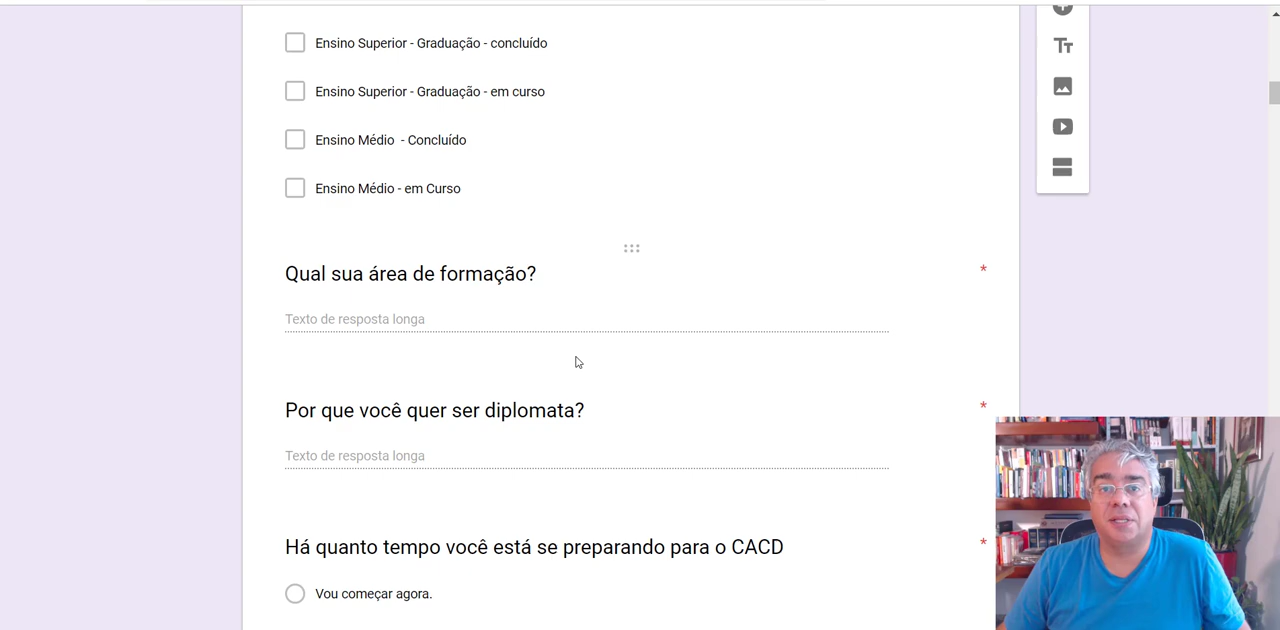 Ensino Superior - Graduação - concluído
Ensino Superior - Graduação - em curso
Ensino Médio  - Concluído
Ensino Médio - em Curso
Qual sua área de formação? *
Texto de resposta longa
Por que você quer ser diplomata? *
Texto de resposta longa
Há quanto tempo você está se preparando para o CACD *
Vou começar agora.
Tт